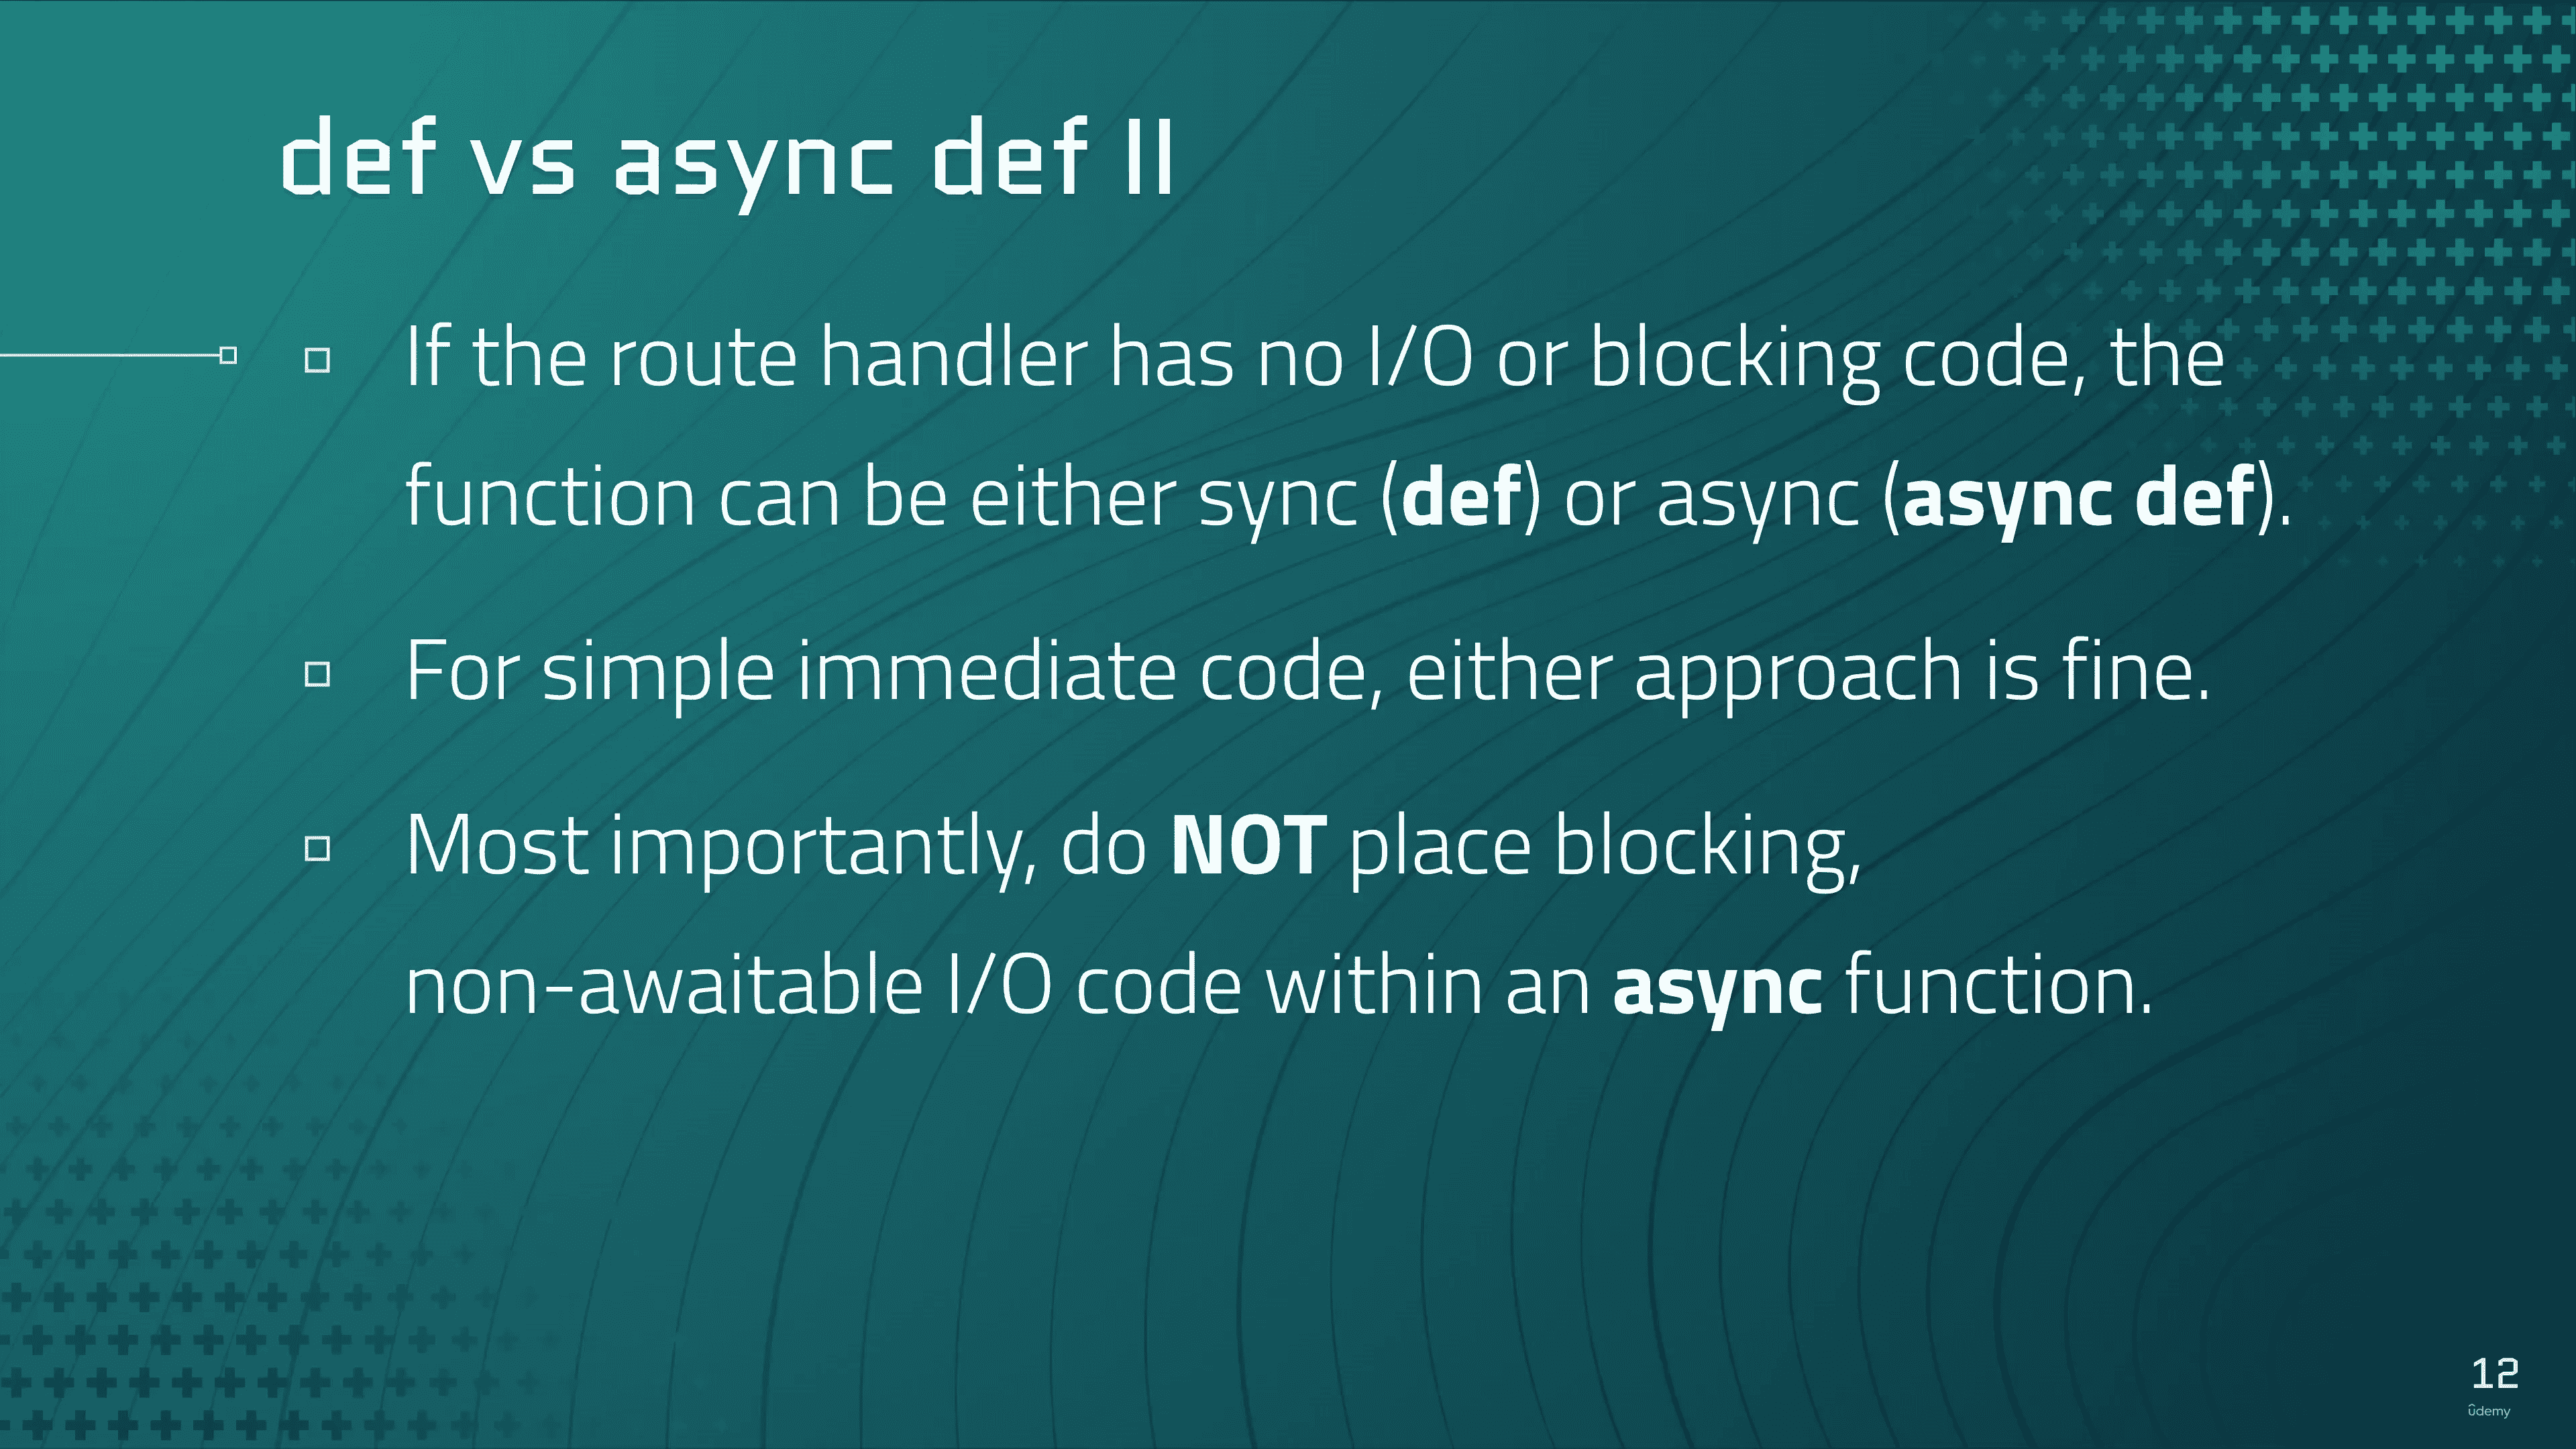 def vs async def II
If the route handler has no I/O or blocking code, the
function can be either sync (def) or async (async def).
For simple immediate code, either approach is fine.
Most importantly, do NOT place blocking,
non-awaitable I/O code within an async function.
12
ûdemy